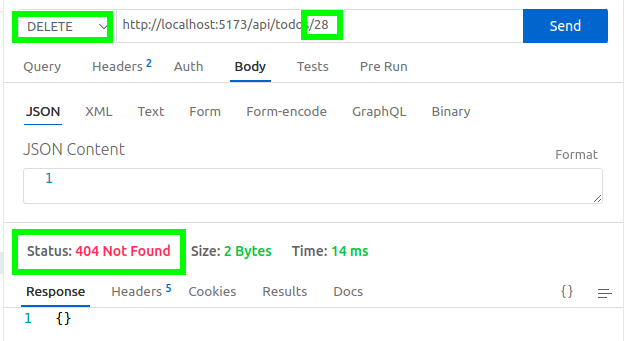 DELETE http://localhost:5173/api/todos/28 Send
Query Headers 2 Auth Body Tests Pre Run
JSON XML Text Form Form-encode GraphQL Binary
JSON Content Format
1
Status: 404 Not Found Size: 2 Bytes Time: 14 ms
Response Headers 5 Cookies Results Docs {}
1 {}